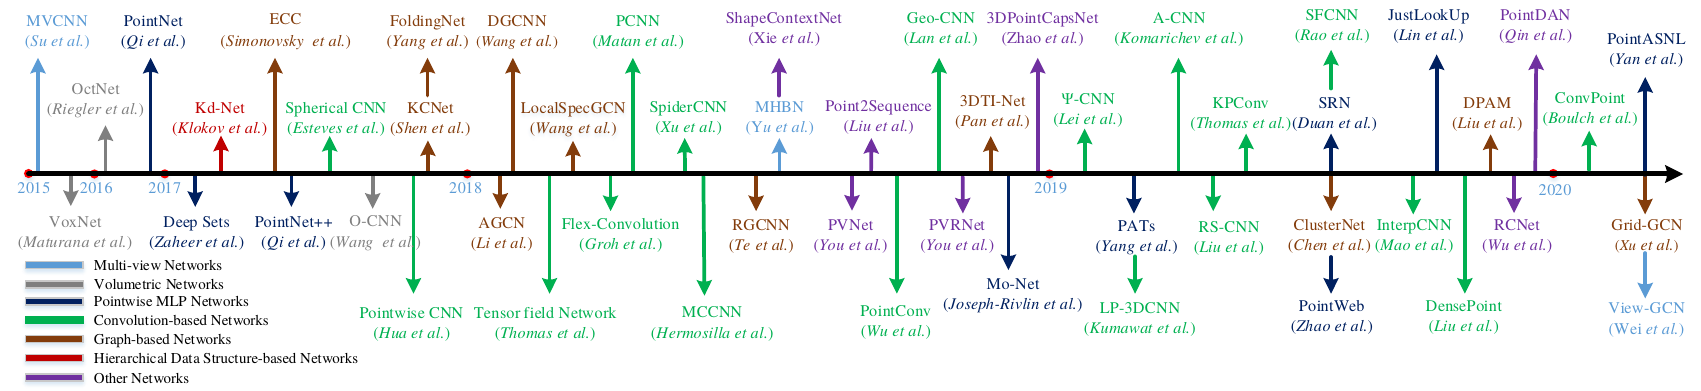 MVCNN
(Su et al.)
PointNet
(Qi et al.)
ECC
(Simonovsky et al.)
FoldingNet
(Yang et al.)
DGCNN
(Wang et al.)
PCNN
(Matan et al.)
ShapeContextNet
(Xie et al.)
Geo-CNN
(Lan et al.)
3DPointCapsNet
(Zhao et al.)
A-CNN
(Komarichev et al.)
SFCNN
(Rao et al.)
JustLookUp
(Lin et al.)
PointDAN
(Qin et al.)
PointASNL
(Yan et al.)
OctNet
(Riegler et al.)
Kd-Net
(Klokov et al.)
Spherical CNN
(Esteves et al.)
KCNet
(Shen et al.)
LocalSpecGCN
(Wang et al.)
SpiderCNN
(Xu et al.)
MHBN
(Yu et al.)
Point2Sequence
(Liu et al.)
3DTI-Net
(Pan et al.)
Ψ-CNN
(Lei et al.)
KPConv
(Thomas et al.)
SRN
(Duan et al.)
DPAM
(Liu et al.)
ConvPoint
(Boulch et al.)
2015
2016
2017
2018
2019
2020
VoxNet
(Maturana et al.)
Deep Sets
(Zaheer et al.)
PointNet++
(Qi et al.)
O-CNN
(Wang et al.)
AGCN
(Li et al.)
Flex-Convolution
(Groh et al.)
RGCNN
(Te et al.)
PVNet
(You et al.)
PVRNet
(You et al.)
PATs
(Yang et al.)
RS-CNN
(Liu et al.)
ClusterNet
(Chen et al.)
InterpCNN
(Mao et al.)
RCNet
(Wu et al.)
Grid-GCN
(Xu et al.)
Pointwise CNN
(Hua et al.)
Tensor field Network
(Thomas et al.)
MCCNN
(Hermosilla et al.)
PointConv
(Wu et al.)
Mo-Net
(Joseph-Rivlin et al.)
LP-3DCNN
(Kumawat et al.)
PointWeb
(Zhao et al.)
DensePoint
(Liu et al.)
View-GCN
(Wei et al.)
Multi-view Networks
Volumetric Networks
Pointwise MLP Networks
Convolution-based Networks
Graph-based Networks
Hierarchical Data Structure-based Networks
Other Networks